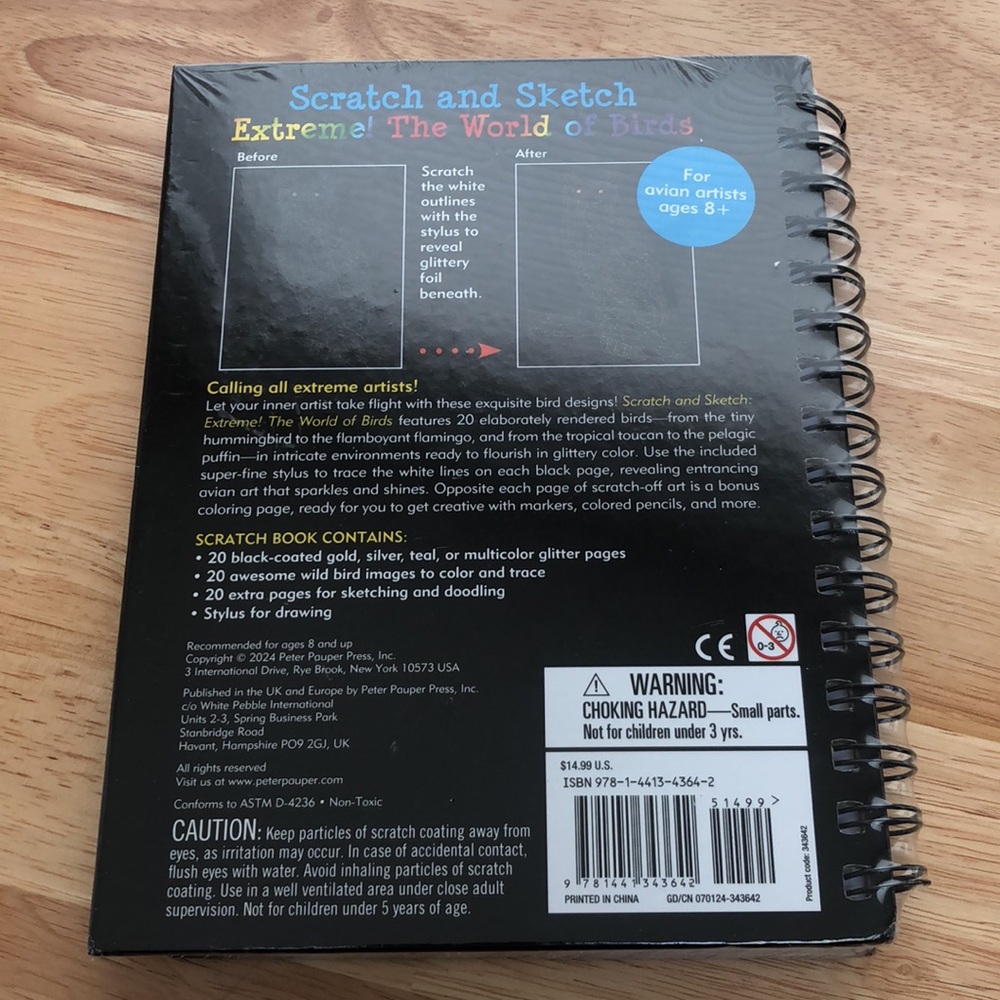 Scratch and Sketch
Extreme! The World of Birds
Before
After
Scratch
the white
outlines
with the
stylus to
reveal
glittery
foil
beneath.
For
avian artists
ages 8+
Calling all extreme artists!
Let your inner artist take flight with these exquisite bird designs! Scratch and Sketch:
Extreme! The World of Birds features 20 elaborately rendered birds—from the tiny
hummingbird to the flamboyant flamingo, and from the tropical toucan to the pelagic
puffin—in intricate environments ready to flourish in glittery color. Use the included
super-fine stylus to trace the white lines on each black page, revealing entrancing
avian art that sparkles and shines. Opposite each page of scratch-off art is a bonus
coloring page, ready for you to get creative with markers, colored pencils, and more.
SCRATCH BOOK CONTAINS:
• 20 black-coated gold, silver, teal, or multicolor glitter pages
• 20 awesome wild bird images to color and trace
• 20 extra pages for sketching and doodling
• Stylus for drawing
Recommended for ages 8 and up
Copyright © 2024 Peter Pauper Press, Inc.
3 International Drive, Rye Brook, New York 10573 USA
Published in the UK and Europe by Peter Pauper Press, Inc.
c/o White Pebble International
Units 2-3, Spring Business Park
Stanbridge Road
Havant, Hampshire PO9 2GJ, UK
All rights reserved
Visit us at www.peterpauper.com
Conforms to ASTM D-4236 • Non-Toxic
CAUTION: Keep particles of scratch coating away from
eyes, as irritation may occur. In case of accidental contact,
flush eyes with water. Avoid inhaling particles of scratch
coating. Use in a well ventilated area under close adult
supervision. Not for children under 5 years of age.
CE
0-3
WARNING:
CHOKING HAZARD—Small parts.
Not for children under 3 yrs.
$14.99 U.S.
ISBN 978-1-4413-4364-2
51499>
9 781441 343642
PRINTED IN CHINA GD/CN 070124-343642
Product code: 343642